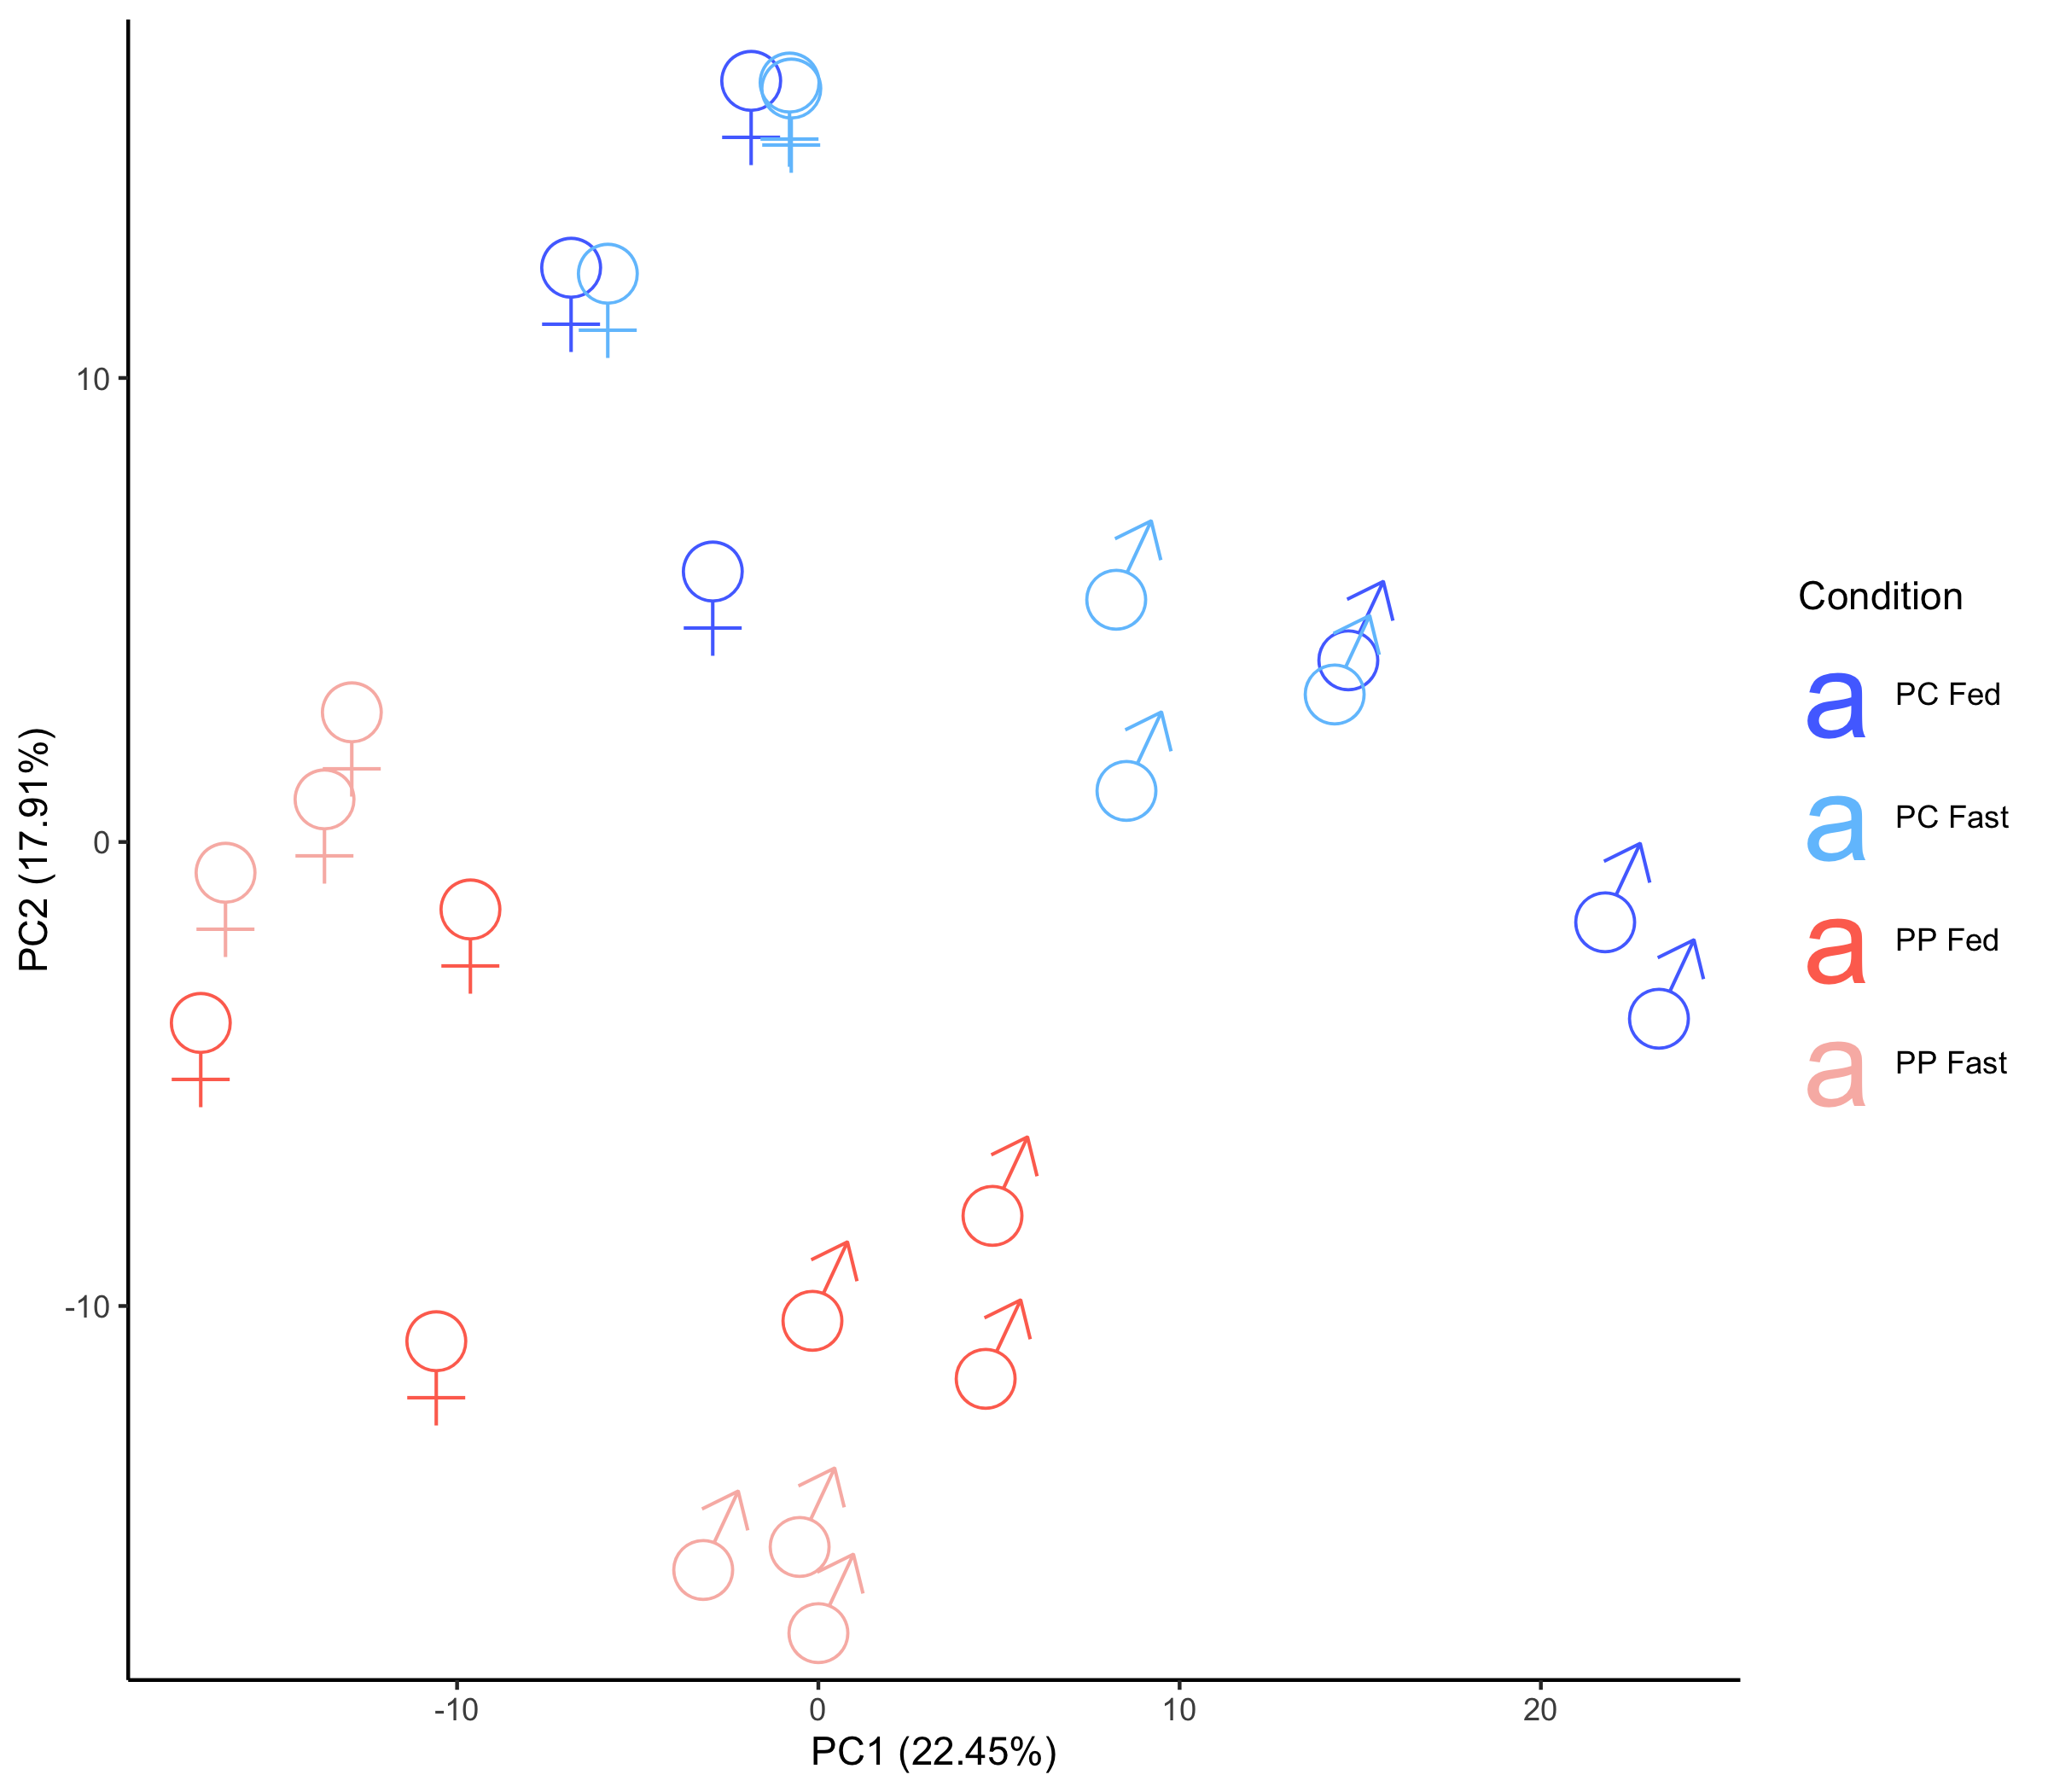 10
0
-10
PC2 (17.91%)
-10
0
10
20
PC1 (22.45%)
Condition
a PC Fed
a PC Fast
a PP Fed
a PP Fast